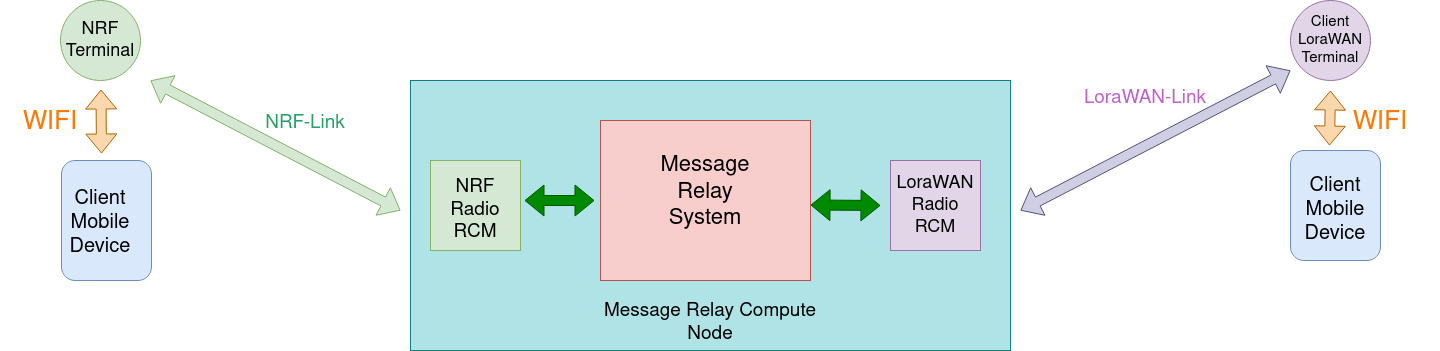 NRF
Terminal
WIFI
Client
Mobile
Device
NRF-Link
NRF
Radio
RCM
Message
Relay
System
LoraWAN
Radio
RCM
Message Relay Compute
Node
LoraWAN-Link
Client
LoraWAN
Terminal
WIFI
Client
Mobile
Device